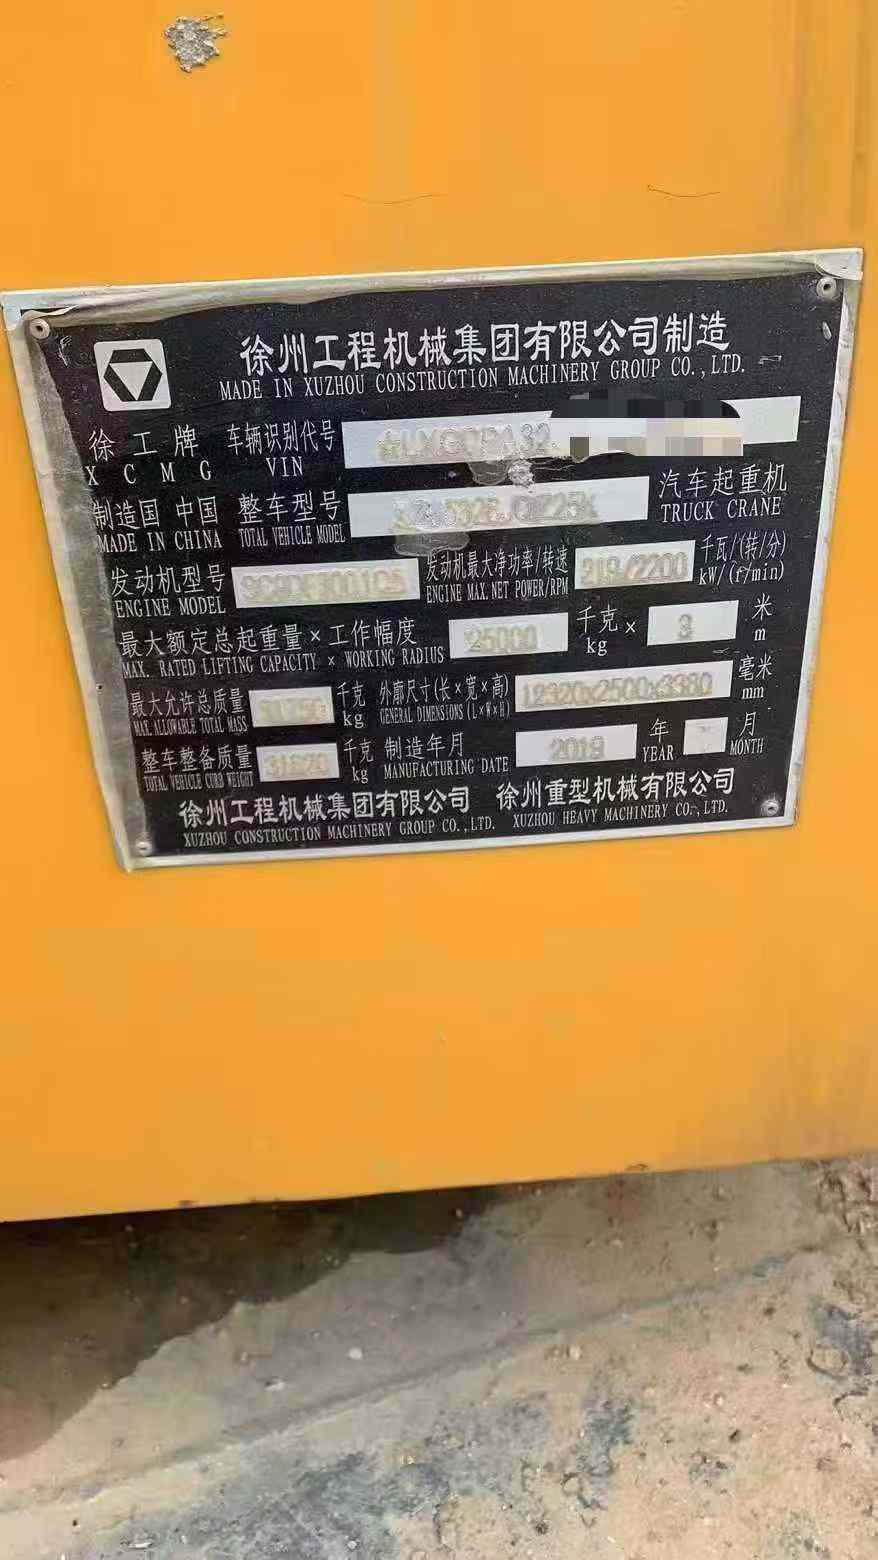 徐州工程机械集团有限公司制造
MADE IN XUZHOU CONSTRUCTION MACHINERY GROUP CO.,LTD.
徐工牌 车辆识别代号
XCMG VIN
制造国 中国 整车型号 汽车起重机
MADE IN CHINA TOTAL VEHICLE MODEL TRUCK CRANE
发动机型号 发动机最大净功率/转速 219/2200 千瓦/(转/分)
ENGINE MODEL ENGINE MAX.NET POWER/RPM kW/(r/min)
最大额定总起重量×工作幅度 25000 千克 × 3 米
MAX. RATED LIFTING CAPACITY × WORKING RADIUS kg m
最大允许总质量 千克 外廓尺寸(长×宽×高) 12320x2500x3380 毫米
MAX.ALLOWABLE TOTAL MASS kg GENERAL DIMENSIONS(L×W×H) mm
整车整备质量 千克 制造年月 2019 年 月
TOTAL VEHICLE CURB WEIGHT kg MANUFACTURING DATE YEAR MONTH
徐州工程机械集团有限公司 徐州重型机械有限公司
XUZHOU CONSTRUCTION MACHINERY GROUP CO.,LTD. XUZHOU HEAVY MACHINERY CO.,LTD.